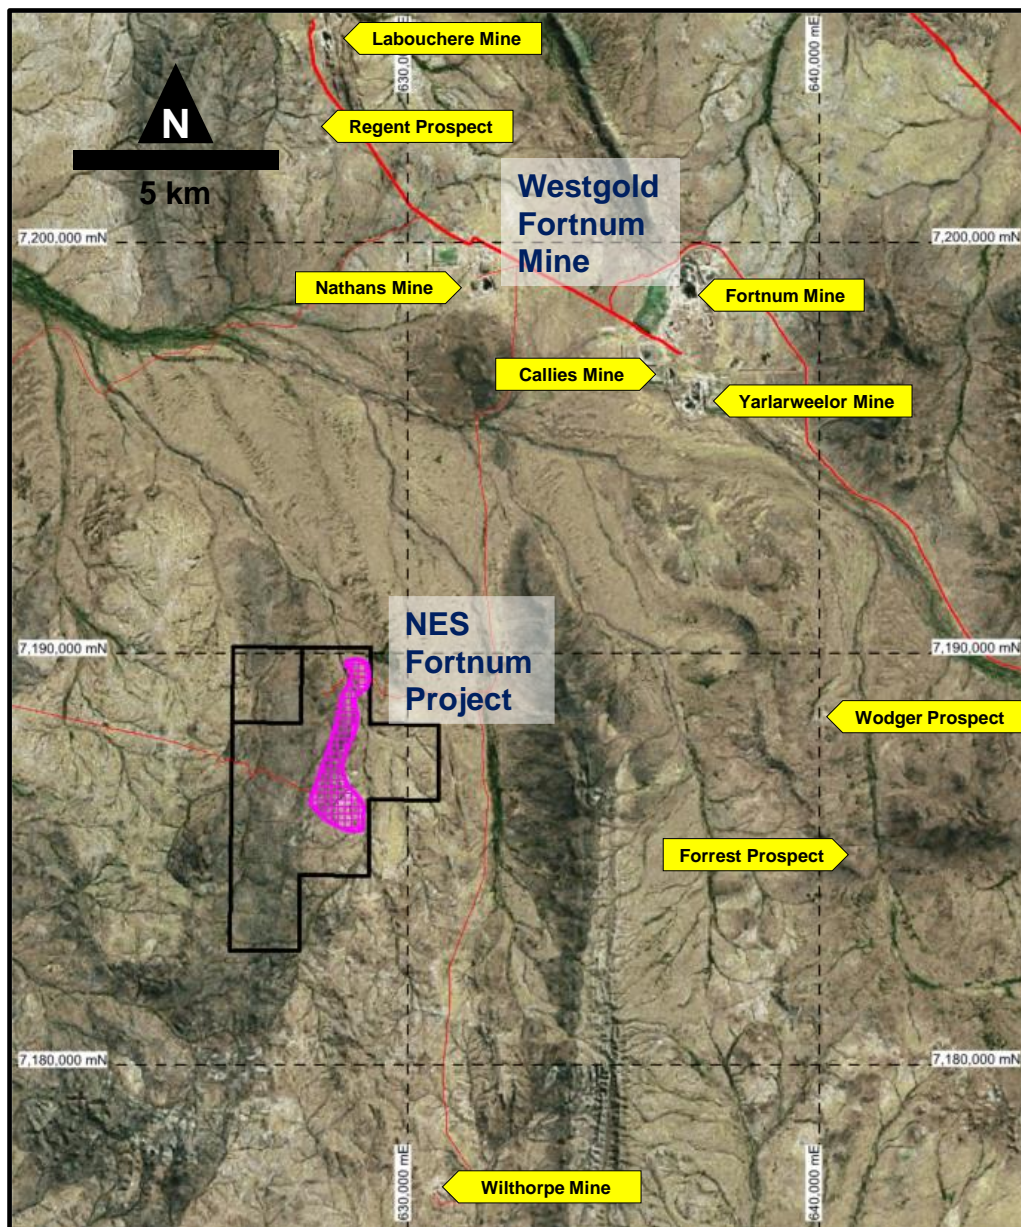 Labouchere Mine
630,000 mE
640,000 mE
N
5 km
Regent Prospect
Westgold
Fortnum
Mine
7,200,000 mN
7,200,000 mN
Nathans Mine
Fortnum Mine
Callies Mine
Yarlarweelor Mine
NES
Fortnum
Project
7,190,000 mN
7,190,000 mN
Wodger Prospect
Forrest Prospect
7,180,000 mN
7,180,000 mN
630,000 mE
640,000 mE
Wilthorpe Mine